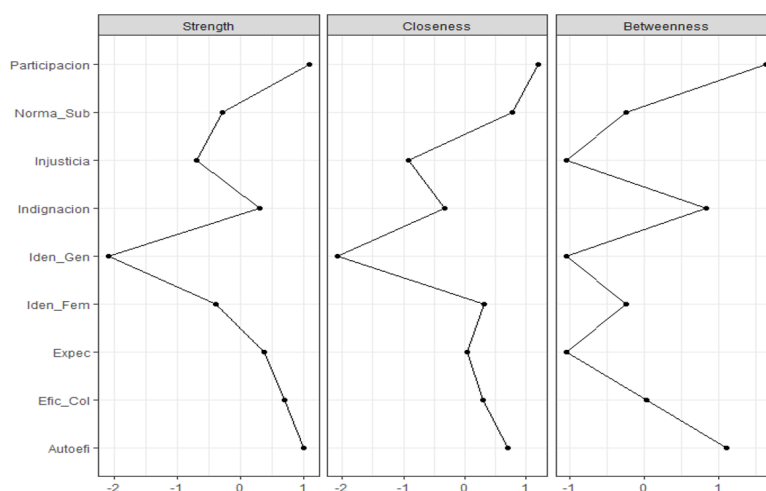 Strength Closeness Betweenness
Participacion
Norma_Sub
Injusticia
Indignacion
Iden_Gen
Iden_Fem
Expec
Efic_Col
Autoefi
-2 -1 0 1 -2 -1 0 1 -1 0 1